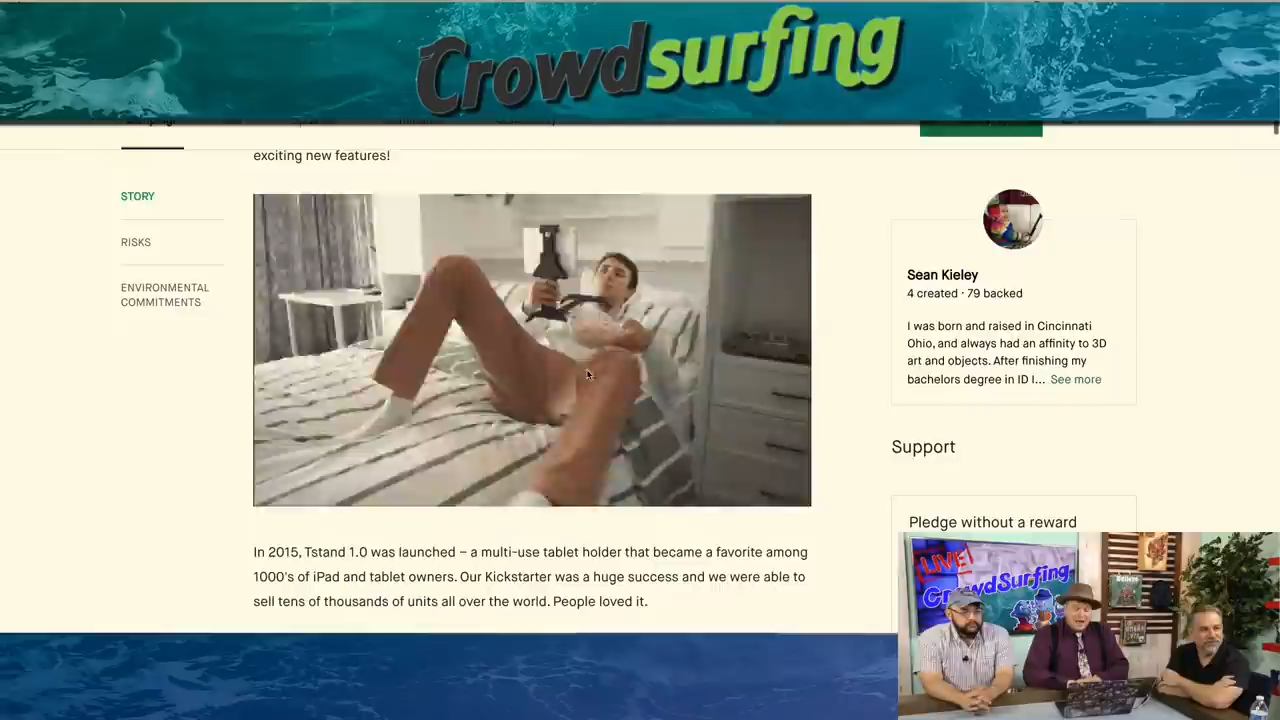 Crowdsurfing
exciting new features!
STORY
RISKS
ENVIRONMENTAL
COMMITMENTS
Sean Kieley
4 created · 79 backed
I was born and raised in Cincinnati
Ohio, and always had an affinity to 3D
art and objects. After finishing my
bachelors degree in ID I... See more
Support
Pledge without a reward
In 2015, Tstand 1.0 was launched – a multi-use tablet holder that became a favorite among
1000's of iPad and tablet owners. Our Kickstarter was a huge success and we were able to
sell tens of thousands of units all over the world. People loved it.
LIVE!
CrowdSurfing